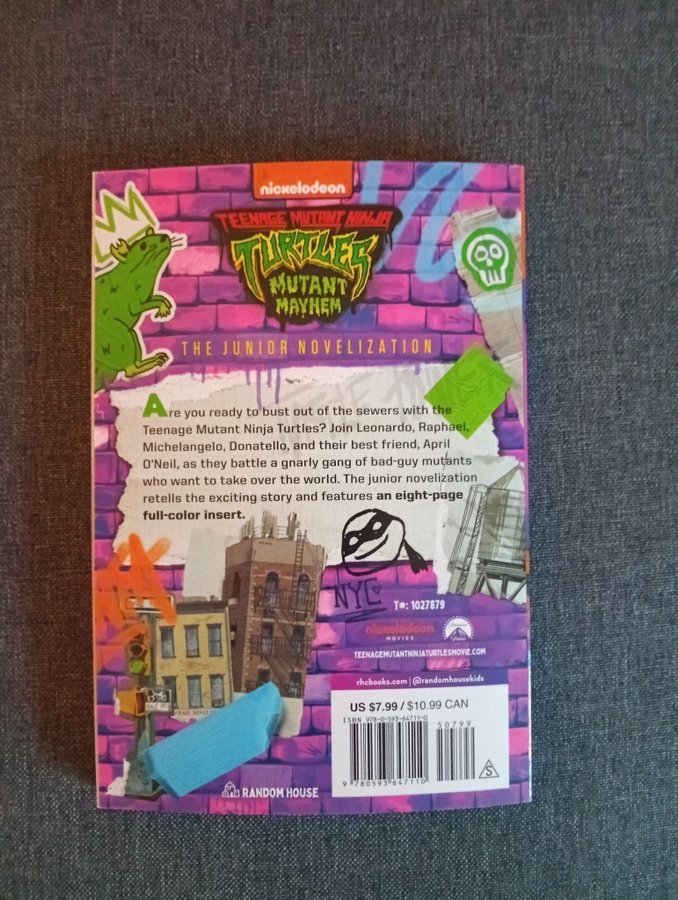 nickelodeon
TEENAGE MUTANT NINJA
TURTLES
MUTANT
MAYHEM
THE JUNIOR NOVELIZATION
Are you ready to bust out of the sewers with the
Teenage Mutant Ninja Turtles? Join Leonardo, Raphael,
Michelangelo, Donatello, and their best friend, April
O'Neil, as they battle a gnarly gang of bad-guy mutants
who want to take over the world. The junior novelization
retells the exciting story and features an eight-page
full-color insert.
NYC
T#: 1027879
nickelodeon
MOVIES
Paramount
TEENAGEMUTANTNINJATURTLESMOVIE.COM
rhcbooks.com | @randomhousekids
US $7.99 / $10.99 CAN
ISBN 978-0-593-64711-0
50799
9 780593 647110
S
RANDOM HOUSE